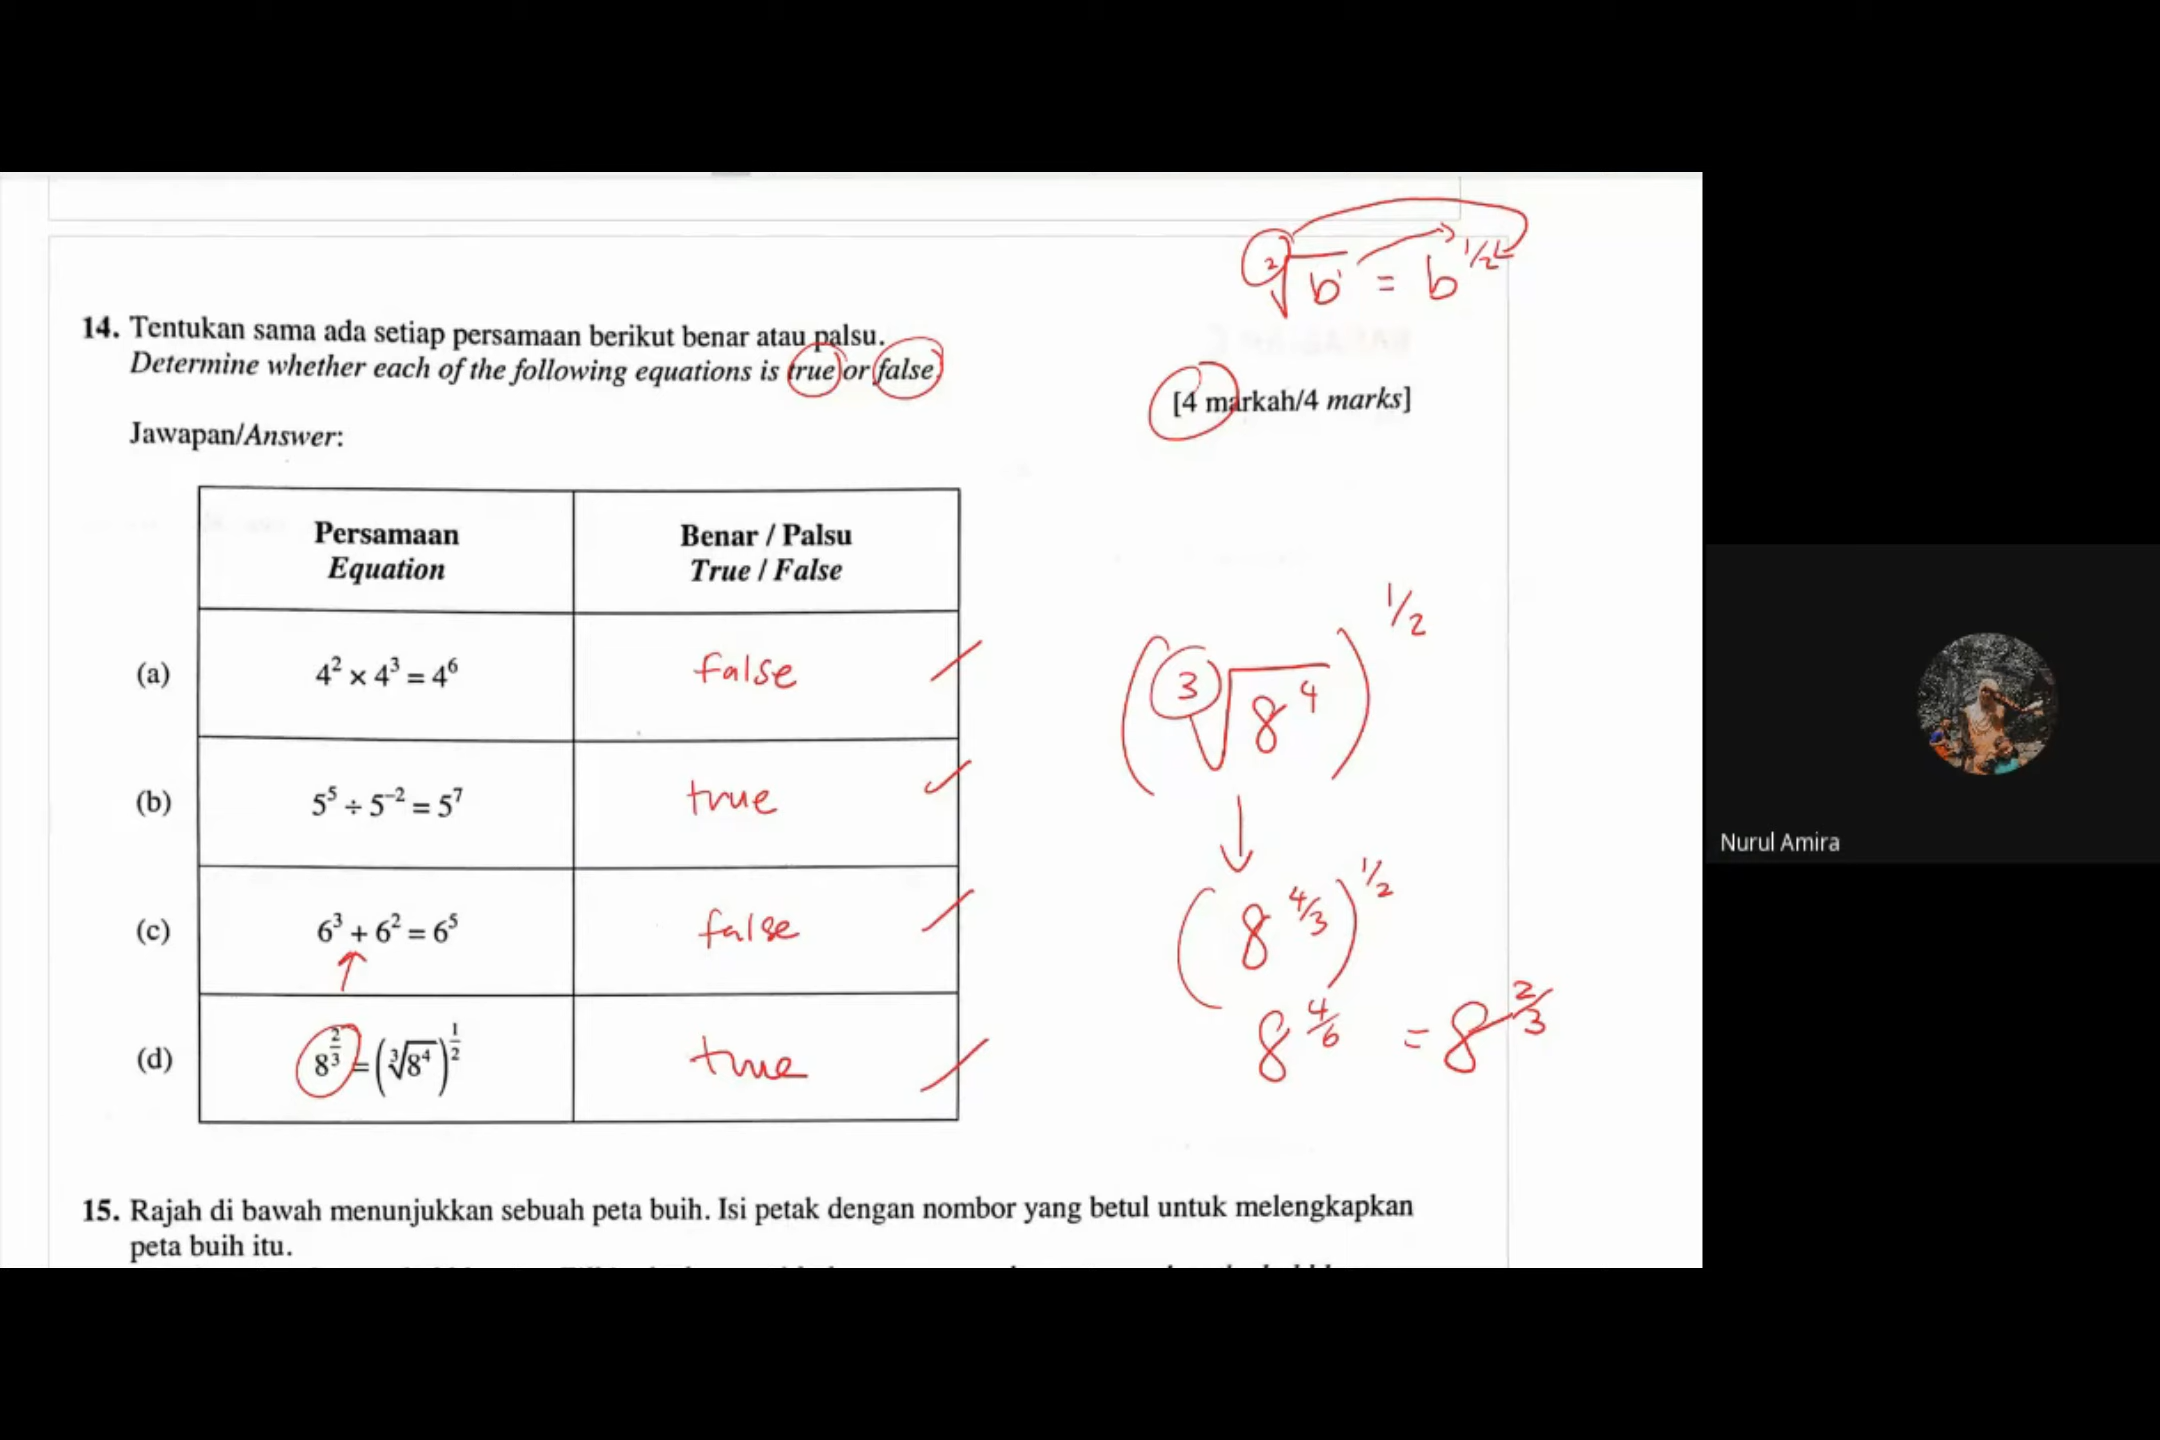 ²√b¹ = b^1/2
14. Tentukan sama ada setiap persamaan berikut benar atau palsu.
Determine whether each of the following equations is true or false.
[4 markah/4 marks]
Jawapan/Answer:
Persamaan
Equation
Benar / Palsu
True / False
(a) 4² × 4³ = 4⁶ false
(b) 5⁵ ÷ 5⁻² = 5⁷ true
(c) 6³ + 6² = 6⁵ false
(d) 8^(2/3) = (³√8⁴)^(1/2) true
(³√8⁴)^1/2
(8^4/3)^1/2
8^4/6 = 8^2/3
Nurul Amira
15. Rajah di bawah menunjukkan sebuah peta buih. Isi petak dengan nombor yang betul untuk melengkapkan
peta buih itu.